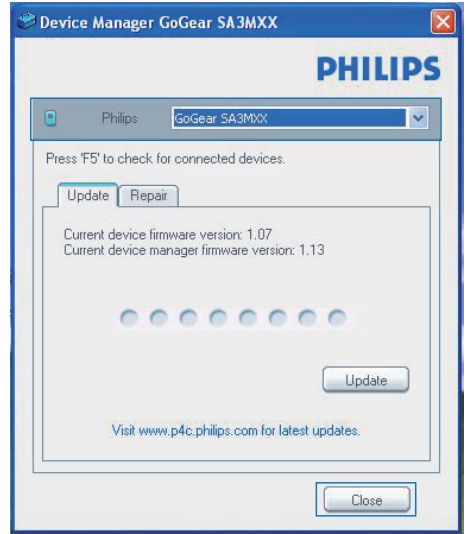 Device Manager GoGear SA3MXX
PHILIPS
Philips GoGear SA3MXX
Press 'F5' to check for connected devices.
Update Repair
Current device firmware version: 1.07
Current device manager firmware version: 1.13
Update
Visit www.p4c.philips.com for latest updates.
Close